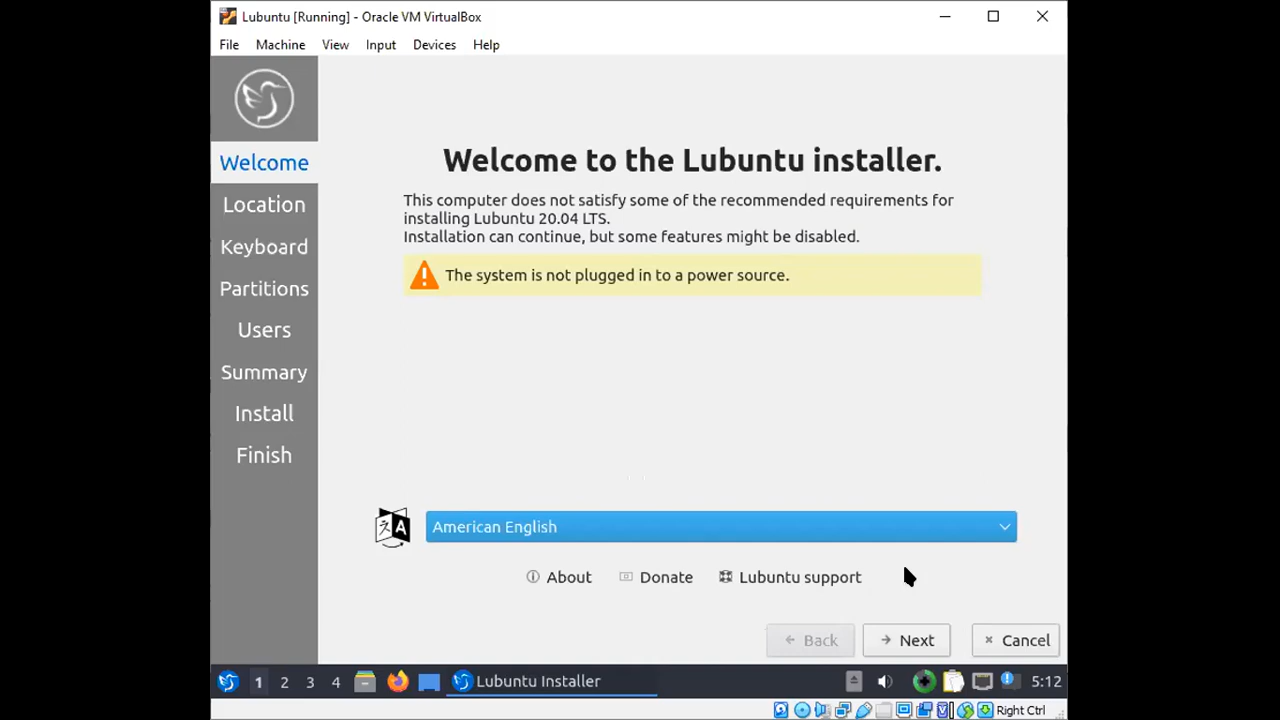 Lubuntu [Running] - Oracle VM VirtualBox
File Machine View Input Devices Help
Welcome
Location
Keyboard
Partitions
Users
Summary
Install
Finish
Welcome to the Lubuntu installer.
This computer does not satisfy some of the recommended requirements for
installing Lubuntu 20.04 LTS.
Installation can continue, but some features might be disabled.
The system is not plugged in to a power source.
American English
About Donate Lubuntu support
Back Next Cancel
1 2 3 4 Lubuntu Installer 5:12
Right Ctrl